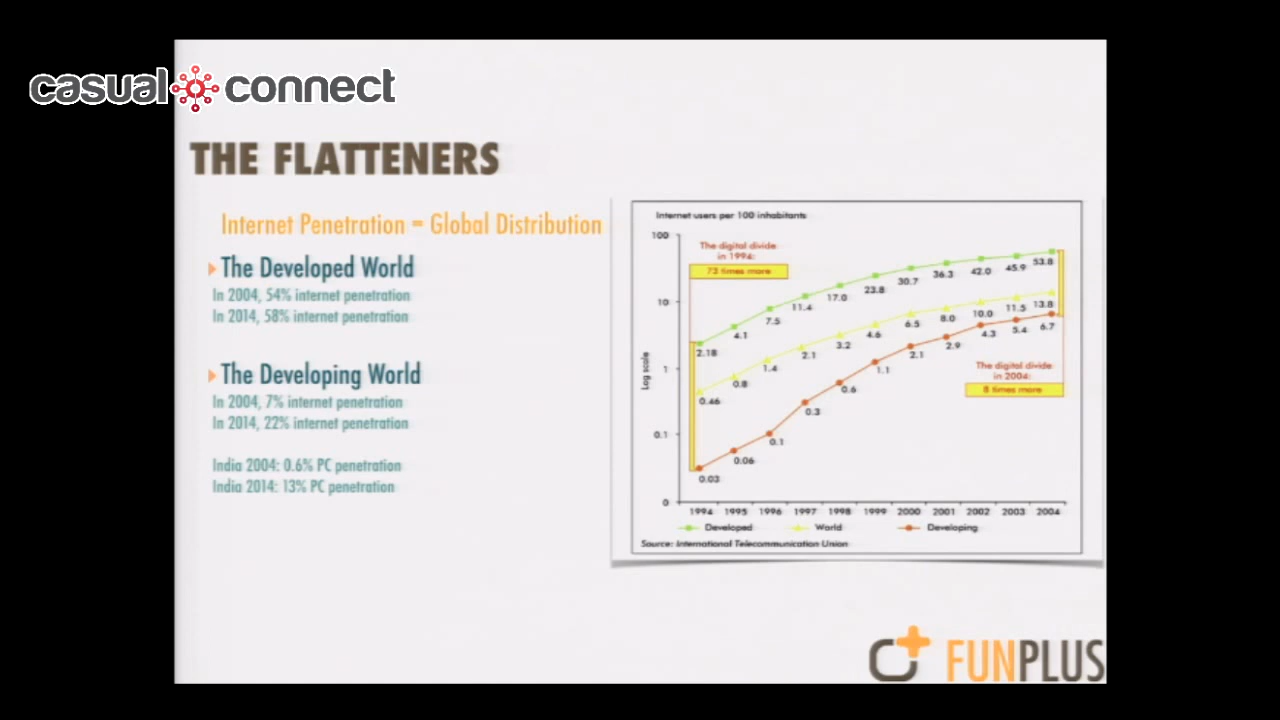 casual connect
THE FLATTENERS
Internet Penetration = Global Distribution
The Developed World
In 2004, 54% internet penetration
In 2014, 58% internet penetration
The Developing World
In 2004, 7% internet penetration
In 2014, 22% internet penetration
India 2004: 0.6% PC penetration
India 2014: 13% PC penetration
Internet users per 100 inhabitants
100
10
1
0.1
0
Log scale
The digital divide
in 1994:
73 times more
2.18 4.1 7.5 11.4 17.0 23.8 30.7 36.3 42.0 45.9 53.8
0.46 0.8 1.4 2.1 3.2 4.6 6.5 8.0 10.0 11.5 13.8
0.03 0.06 0.1 0.3 0.6 1.1 2.1 2.9 4.3 5.4 6.7
The digital divide
in 2004:
8 times more
1994 1995 1996 1997 1998 1999 2000 2001 2002 2003 2004
Developed World Developing
Source: International Telecommunication Union
FUNPLUS